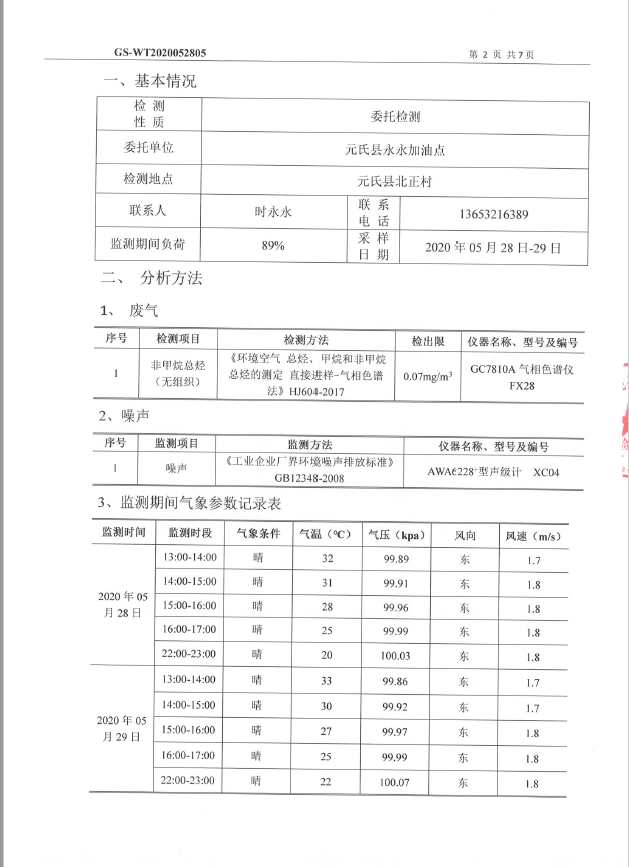 GS-WT2020052805 第 2 页 共7页
一、基本情况
检 测
性 质 委托检测
委托单位 元氏县永永加油点
检测地点 元氏县北正村
联系人 时永永 联 系
电 话 13653216389
监测期间负荷 89% 采 样
日 期 2020 年 05 月 28 日-29 日
二、 分析方法
1、 废气
序号 检测项目 检测方法 检出限 仪器名称、型号及编号
1 非甲烷总烃
（无组织） 《环境空气 总烃、甲烷和非甲烷
总烃的测定 直接进样-气相色谱
法》HJ604-2017 0.07mg/m³ GC7810A 气相色谱仪
FX28
2、噪声
序号 监测项目 监测方法 仪器名称、型号及编号
1 噪声 《工业企业厂界环境噪声排放标准》
GB12348-2008 AWA6228⁺型声级计 XC04
3、监测期间气象参数记录表
监测时间 监测时段 气象条件 气温（℃） 气压（kpa） 风向 风速（m/s）
2020 年 05
月 28 日
13:00-14:00 晴 32 99.89 东 1.7
14:00-15:00 晴 31 99.91 东 1.8
15:00-16:00 晴 28 99.96 东 1.8
16:00-17:00 晴 25 99.99 东 1.8
22:00-23:00 晴 20 100.03 东 1.8
2020 年 05
月 29 日
13:00-14:00 晴 33 99.86 东 1.7
14:00-15:00 晴 30 99.92 东 1.7
15:00-16:00 晴 27 99.97 东 1.8
16:00-17:00 晴 25 99.99 东 1.8
22:00-23:00 晴 22 100.07 东 1.8